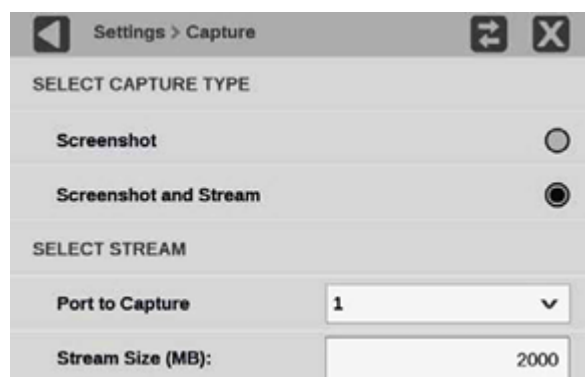 Settings > Capture
SELECT CAPTURE TYPE
Screenshot
Screenshot and Stream
SELECT STREAM
Port to Capture 1
Stream Size (MB): 2000